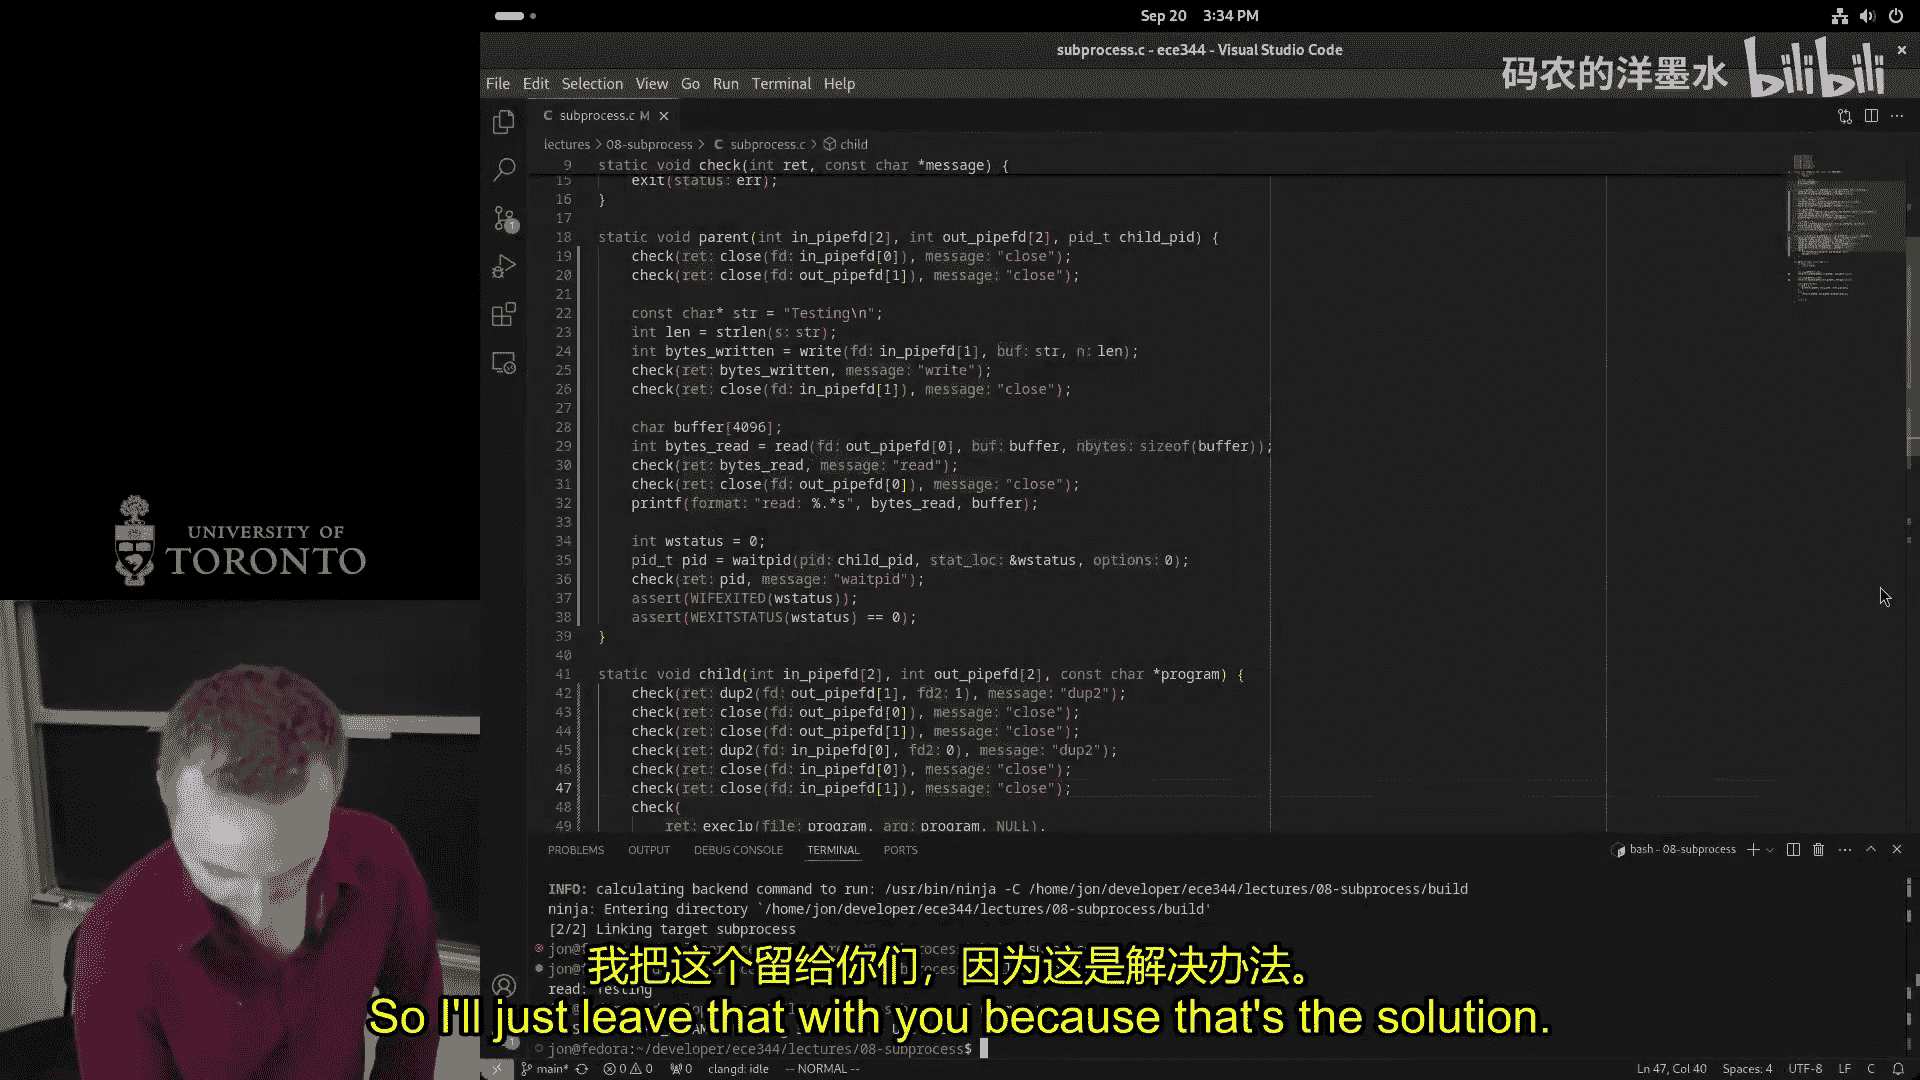 Sep 20 3:34 PM
subprocess.c - ece344 - Visual Studio Code
码农的洋墨水 bilibili
File Edit Selection View Go Run Terminal Help
C subprocess.c M
lectures > 08-subprocess > C subprocess.c > child
9 static void check(int ret, const char *message) {
15 exit(status: err);
16 }
17
18 static void parent(int in_pipefd[2], int out_pipefd[2], pid_t child_pid) {
19 check(ret: close(fd: in_pipefd[0]), message: "close");
20 check(ret: close(fd: out_pipefd[1]), message: "close");
21
22 const char* str = "Testing\n";
23 int len = strlen(s: str);
24 int bytes_written = write(fd: in_pipefd[1], buf: str, n: len);
25 check(ret: bytes_written, message: "write");
26 check(ret: close(fd: in_pipefd[1]), message: "close");
27
28 char buffer[4096];
29 int bytes_read = read(fd: out_pipefd[0], buf: buffer, nbytes: sizeof(buffer));
30 check(ret: bytes_read, message: "read");
31 check(ret: close(fd: out_pipefd[0]), message: "close");
32 printf(format: "read: %.*s", bytes_read, buffer);
33
34 int wstatus = 0;
35 pid_t pid = waitpid(pid: child_pid, stat_loc: &wstatus, options: 0);
36 check(ret: pid, message: "waitpid");
37 assert(WIFEXITED(wstatus));
38 assert(WEXITSTATUS(wstatus) == 0);
39 }
40
41 static void child(int in_pipefd[2], int out_pipefd[2], const char *program) {
42 check(ret: dup2(fd: out_pipefd[1], fd2: 1), message: "dup2");
43 check(ret: close(fd: out_pipefd[0]), message: "close");
44 check(ret: close(fd: out_pipefd[1]), message: "close");
45 check(ret: dup2(fd: in_pipefd[0], fd2: 0), message: "dup2");
46 check(ret: close(fd: in_pipefd[0]), message: "close");
47 check(ret: close(fd: in_pipefd[1]), message: "close");
48 check(
49 ret: execlp(file: program, arg: program, NULL),
UNIVERSITY OF
TORONTO
PROBLEMS OUTPUT DEBUG CONSOLE TERMINAL PORTS
bash - 08-subprocess
INFO: calculating backend command to run: /usr/bin/ninja -C /home/jon/developer/ece344/lectures/08-subprocess/build
ninja: Entering directory `/home/jon/developer/ece344/lectures/08-subprocess/build'
[2/2] Linking target subprocess
read: Testing
我把这个留给你们，因为这是解决办法。
So I'll just leave that with you because that's the solution.
jon@fedora:~/developer/ece344/lectures/08-subprocess$
main* 0 0 0 clangd: idle -- NORMAL -- Ln 47, Col 40 Spaces: 4 UTF-8 LF C